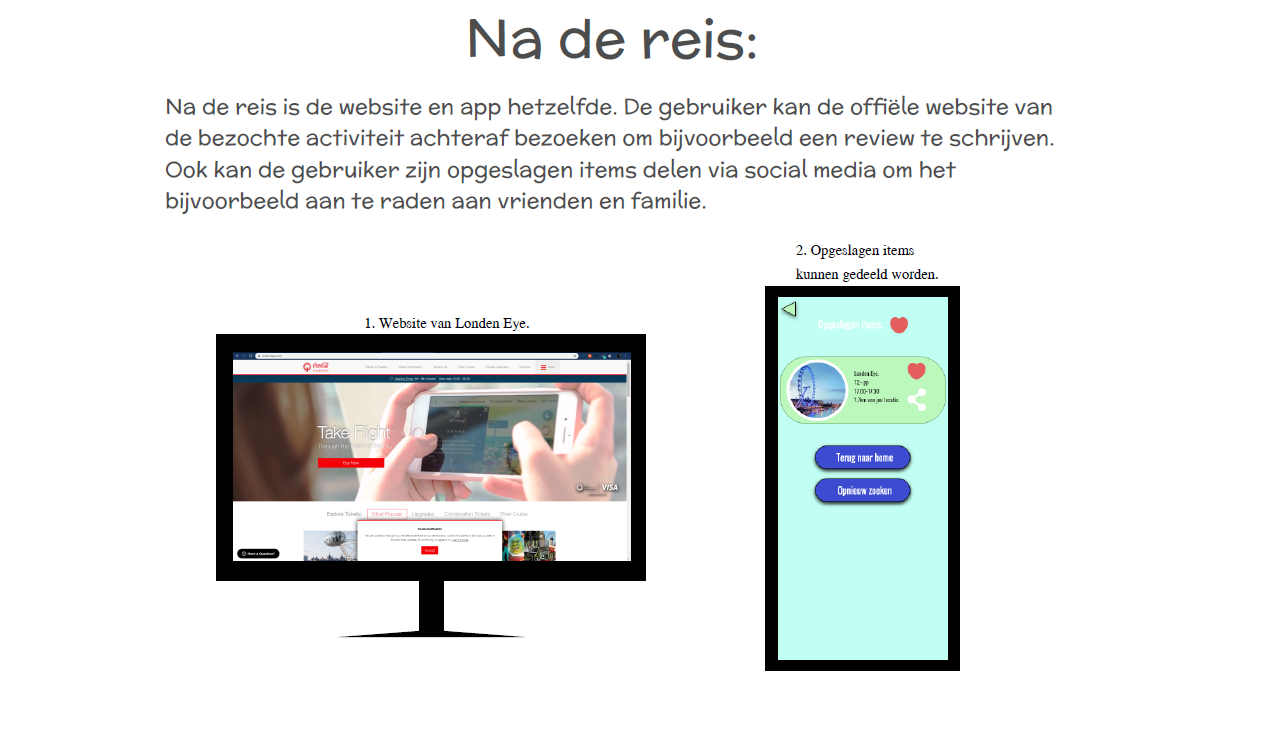 Na de reis:
Na de reis is de website en app hetzelfde. De gebruiker kan de offiële website van
de bezochte activiteit achteraf bezoeken om bijvoorbeeld een review te schrijven.
Ook kan de gebruiker zijn opgeslagen items delen via social media om het
bijvoorbeeld aan te raden aan vrienden en familie.
1. Website van Londen Eye.
Take Flight
Buy Now
VISA
Explore Tickets:
Most Popular
Upgrades
Combination Tickets
River Cruise
Accept
Have a Question?
2. Opgeslagen items
kunnen gedeeld worden.
Opgeslagen items.
Londen Eye.
12,- pp
17.00-17.30
1.7km van jou locatie.
Terug naar home
Opnieuw zoeken